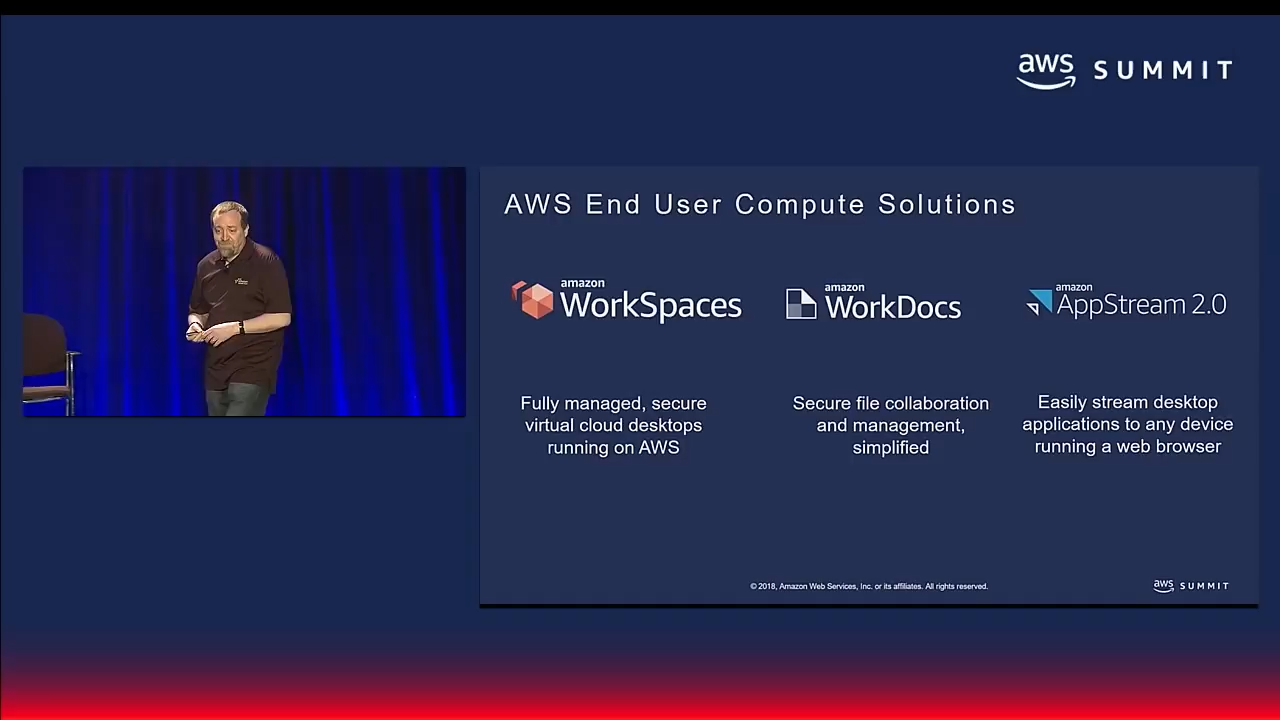 aws SUMMIT
AWS End User Compute Solutions
amazon
WorkSpaces
amazon
WorkDocs
amazon
AppStream 2.0
Fully managed, secure
virtual cloud desktops
running on AWS
Secure file collaboration
and management,
simplified
Easily stream desktop
applications to any device
running a web browser
© 2018, Amazon Web Services, Inc. or its affiliates. All rights reserved.
aws SUMMIT